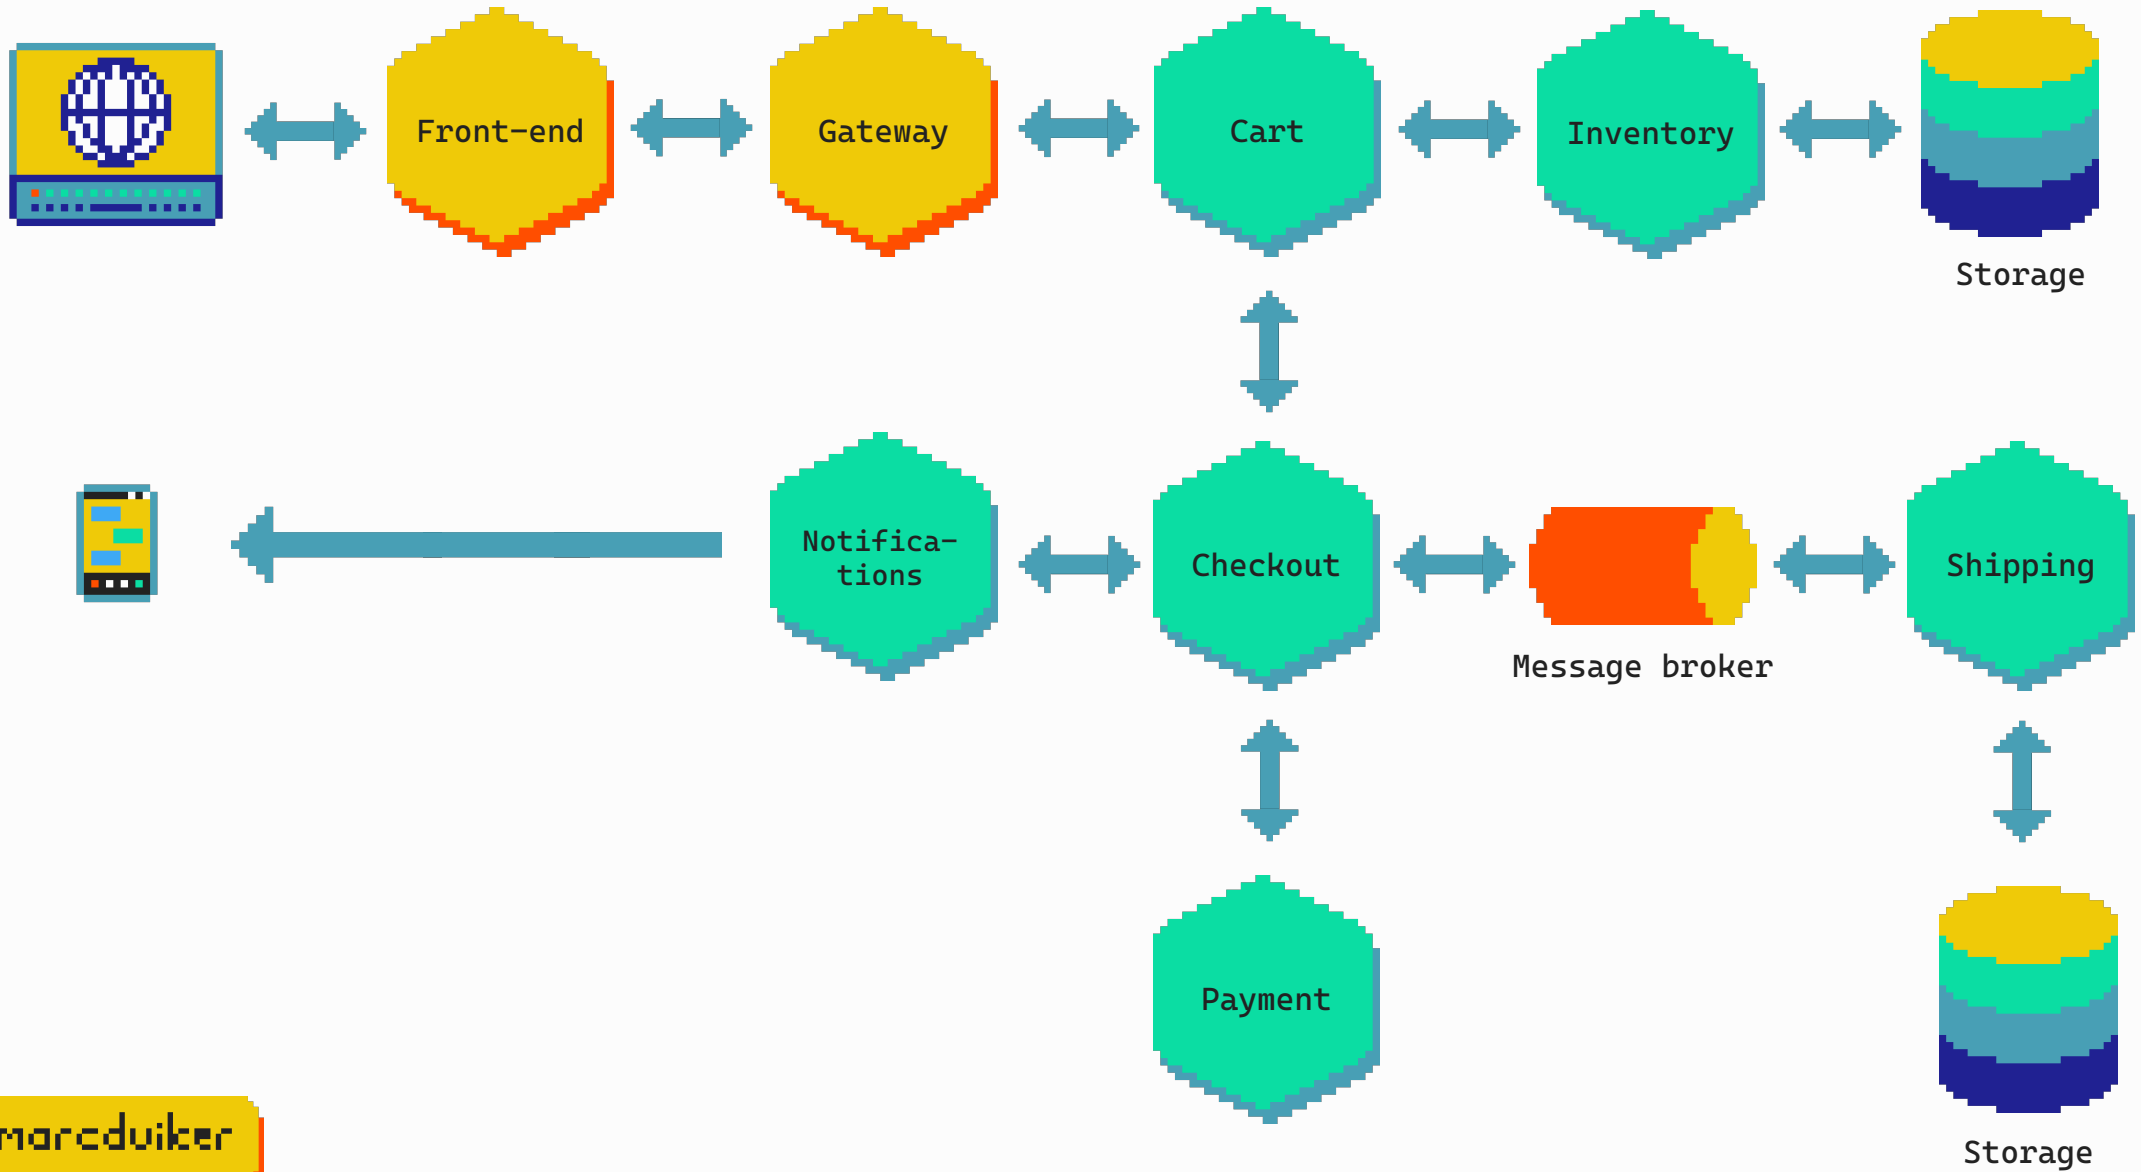 Front-end
Gateway
Cart
Inventory
Storage
Notifica-
tions
Checkout
Message broker
Shipping
Payment
Storage
marcduiker